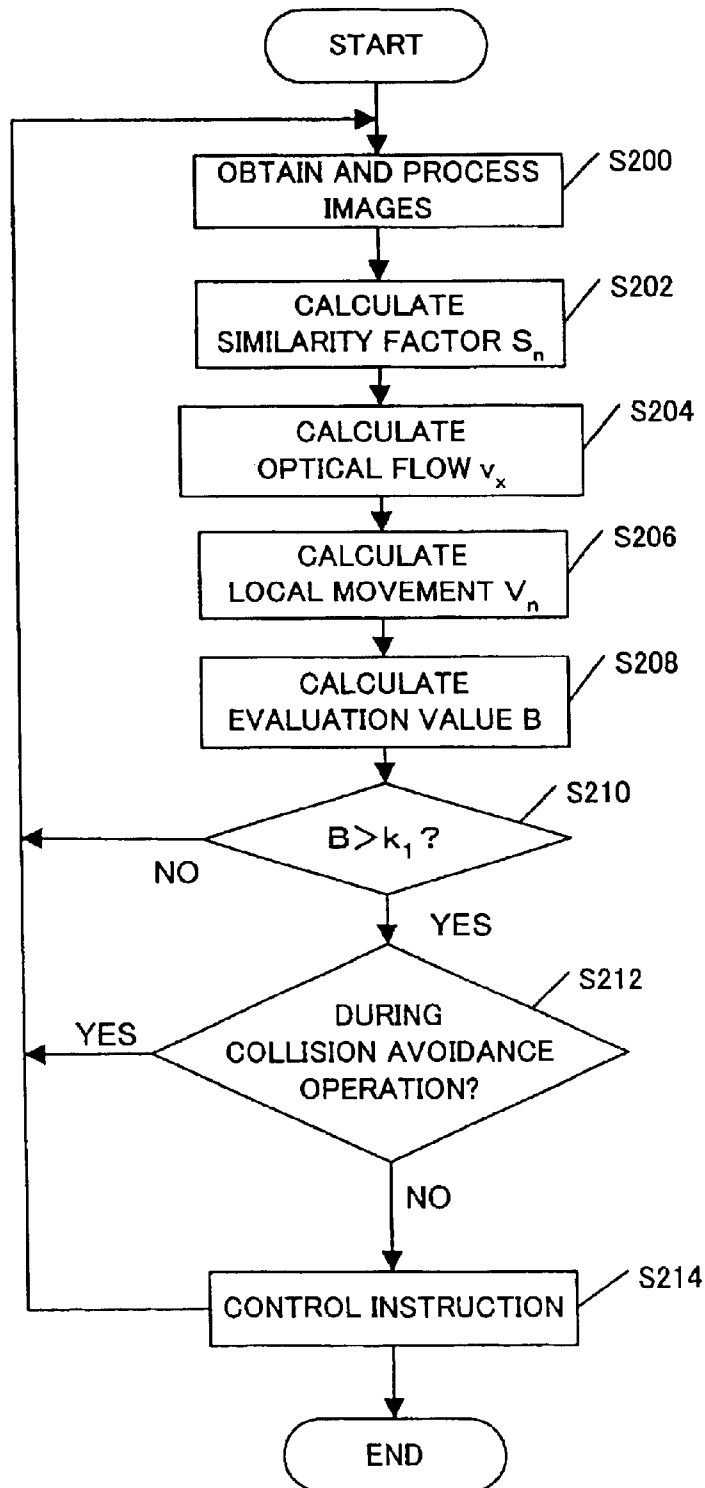 START
OBTAIN AND PROCESS
IMAGES
S200
CALCULATE
SIMILARITY FACTOR Sn
S202
CALCULATE
OPTICAL FLOW vx
S204
CALCULATE
LOCAL MOVEMENT Vn
S206
CALCULATE
EVALUATION VALUE B
S208
B>k1?
S210
NO
YES
DURING
COLLISION AVOIDANCE
OPERATION?
S212
YES
NO
CONTROL INSTRUCTION
S214
END